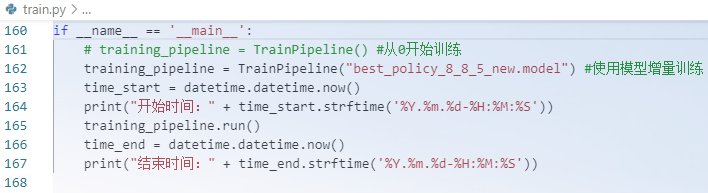 train.py > ...
160 if __name__ == '__main__':
161     # training_pipeline = TrainPipeline() #从0开始训练
162     training_pipeline = TrainPipeline("best_policy_8_8_5_new.model") #使用模型增量训练
163     time_start = datetime.datetime.now()
164     print("开始时间：" + time_start.strftime('%Y.%m.%d-%H:%M:%S'))
165     training_pipeline.run()
166     time_end = datetime.datetime.now()
167     print("结束时间：" + time_end.strftime('%Y.%m.%d-%H:%M:%S'))
168